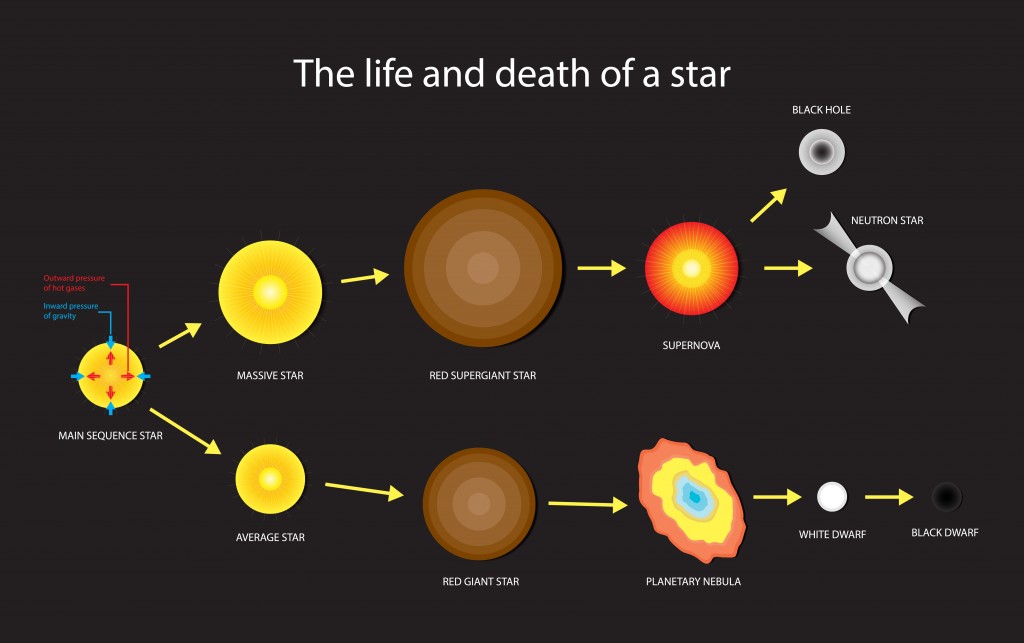 The life and death of a star
BLACK HOLE
NEUTRON STAR
Outward pressure
of hot gases
Inward pressure
of gravity
SUPERNOVA
MASSIVE STAR
RED SUPERGIANT STAR
MAIN SEQUENCE STAR
AVERAGE STAR
WHITE DWARF
BLACK DWARF
RED GIANT STAR
PLANETARY NEBULA